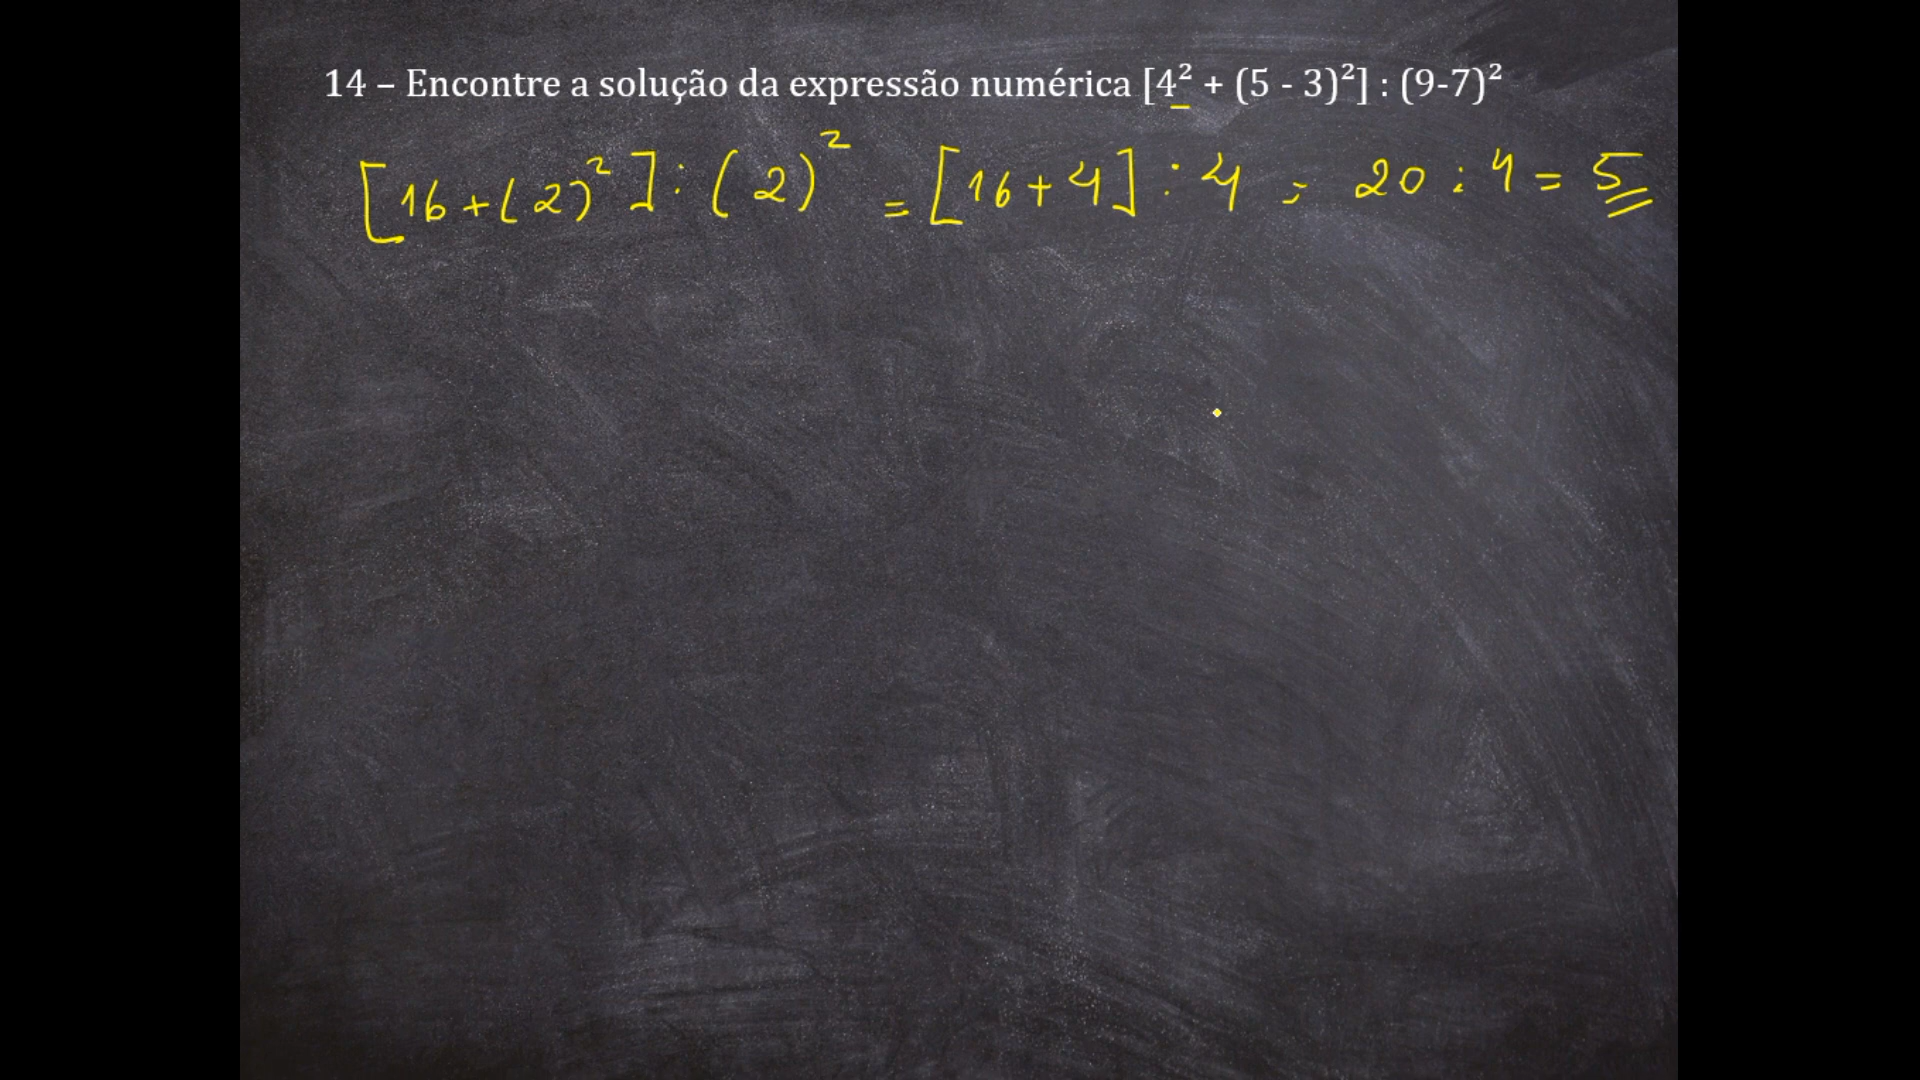 14 – Encontre a solução da expressão numérica [4² + (5 - 3)²] : (9-7)²
[16+(2)²]:(2)² = [16+4] : 4 = 20 : 4 = 5